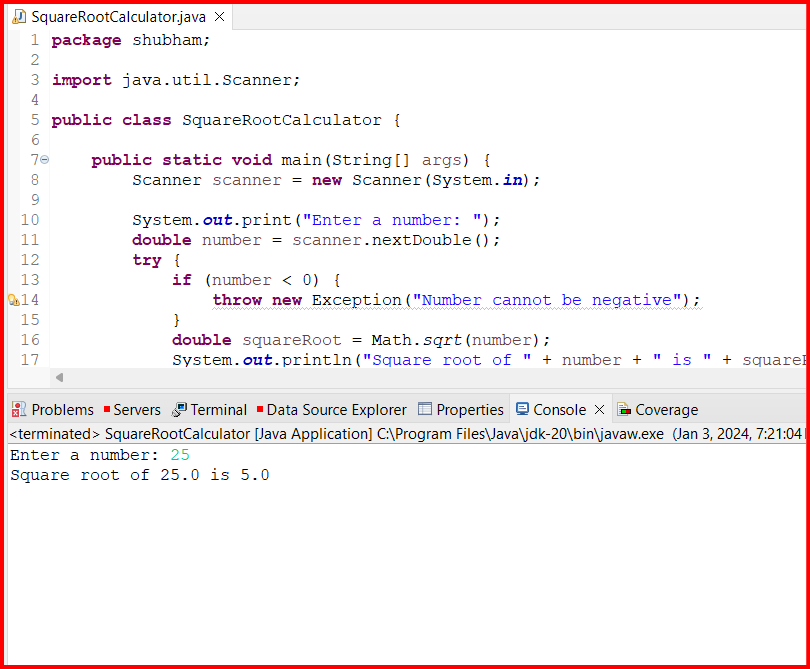 SquareRootCalculator.java
1 package shubham;
2
3 import java.util.Scanner;
4
5 public class SquareRootCalculator {
6
7 public static void main(String[] args) {
8 Scanner scanner = new Scanner(System.in);
9
10 System.out.print("Enter a number: ");
11 double number = scanner.nextDouble();
12 try {
13 if (number < 0) {
14 throw new Exception("Number cannot be negative");
15 }
16 double squareRoot = Math.sqrt(number);
17 System.out.println("Square root of " + number + " is " + square
Problems Servers Terminal Data Source Explorer Properties Console Coverage
<terminated> SquareRootCalculator [Java Application] C:\Program Files\Java\jdk-20\bin\javaw.exe (Jan 3, 2024, 7:21:04
Enter a number: 25
Square root of 25.0 is 5.0